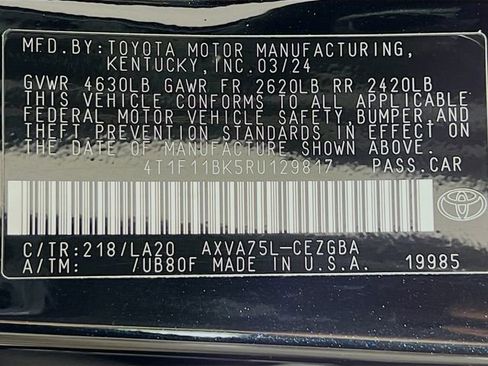 MFD.BY:TOYOTA MOTOR MANUFACTURING,
KENTUCKY,INC.03/24
GVWR 4630LB GAWR FR 2620LB RR 2420LB
THIS VEHICLE CONFORMS TO ALL APPLICABLE
FEDERAL MOTOR VEHICLE SAFETY,BUMPER,AND
THEFT PREVENTION STANDARDS IN EFFECT ON
THE DATE OF MANUFACTURE SHOWN ABOVE.
4T1F11BK5RU129817 PASS.CAR
C/TR:218/LA20 AXVA75L-CEZGBA
A/TM: /UB80F MADE IN U.S.A. 19985